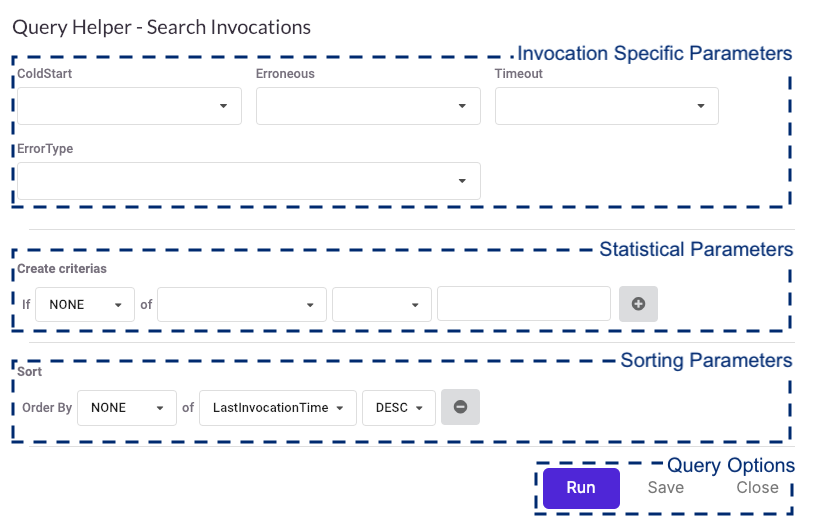 Query Helper - Search Invocations
Invocation Specific Parameters
ColdStart Erroneous Timeout
ErrorType
Statistical Parameters
Create criterias
If NONE of
Sorting Parameters
Sort
Order By NONE of LastInvocationTime DESC
Query Options
Run Save Close